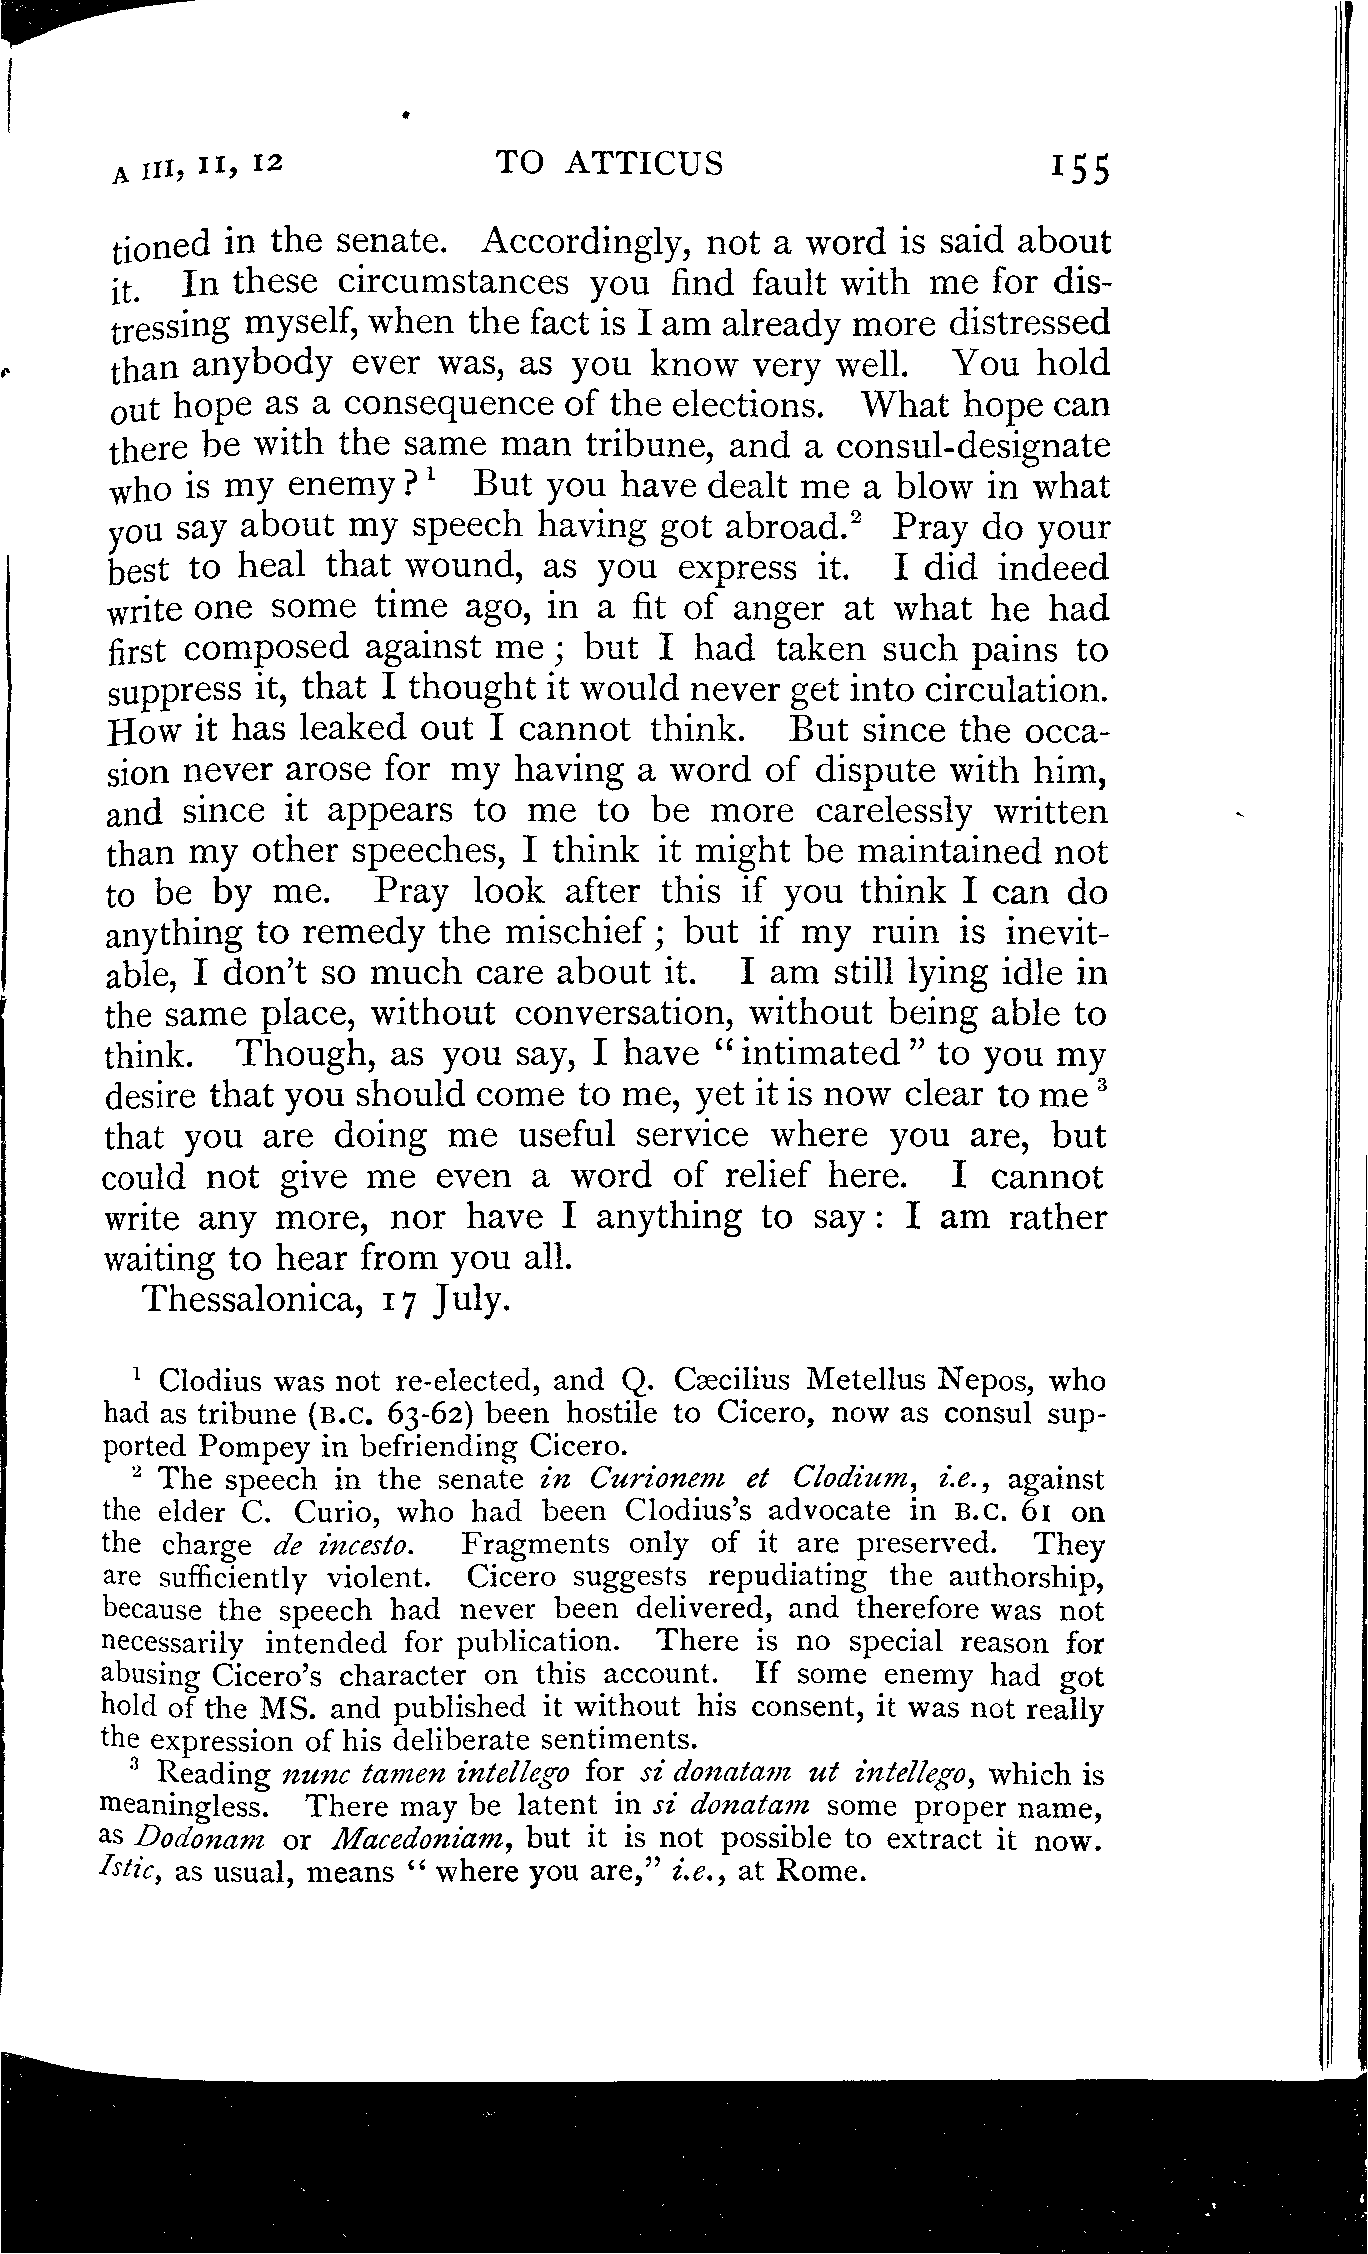 A III, 11, 12 TO ATTICUS 155
tioned in the senate. Accordingly, not a word is said about
it. In these circumstances you find fault with me for dis-
tressing myself, when the fact is I am already more distressed
than anybody ever was, as you know very well. You hold
out hope as a consequence of the elections. What hope can
there be with the same man tribune, and a consul-designate
who is my enemy?¹ But you have dealt me a blow in what
you say about my speech having got abroad.² Pray do your
best to heal that wound, as you express it. I did indeed
write one some time ago, in a fit of anger at what he had
first composed against me; but I had taken such pains to
suppress it, that I thought it would never get into circulation.
How it has leaked out I cannot think. But since the occa-
sion never arose for my having a word of dispute with him,
and since it appears to me to be more carelessly written
than my other speeches, I think it might be maintained not
to be by me. Pray look after this if you think I can do
anything to remedy the mischief; but if my ruin is inevit-
able, I don't so much care about it. I am still lying idle in
the same place, without conversation, without being able to
think. Though, as you say, I have "intimated" to you my
desire that you should come to me, yet it is now clear to me³
that you are doing me useful service where you are, but
could not give me even a word of relief here. I cannot
write any more, nor have I anything to say: I am rather
waiting to hear from you all.
Thessalonica, 17 July.
¹ Clodius was not re-elected, and Q. Cæcilius Metellus Nepos, who
had as tribune (B.C. 63-62) been hostile to Cicero, now as consul sup-
ported Pompey in befriending Cicero.
² The speech in the senate in Curionem et Clodium, i.e., against
the elder C. Curio, who had been Clodius's advocate in B.C. 61 on
the charge de incesto. Fragments only of it are preserved. They
are sufficiently violent. Cicero suggests repudiating the authorship,
because the speech had never been delivered, and therefore was not
necessarily intended for publication. There is no special reason for
abusing Cicero's character on this account. If some enemy had got
hold of the MS. and published it without his consent, it was not really
the expression of his deliberate sentiments.
³ Reading nunc tamen intellego for si donatam ut intellego, which is
meaningless. There may be latent in si donatam some proper name,
as Dodonam or Macedoniam, but it is not possible to extract it now.
Istic, as usual, means "where you are," i.e., at Rome.